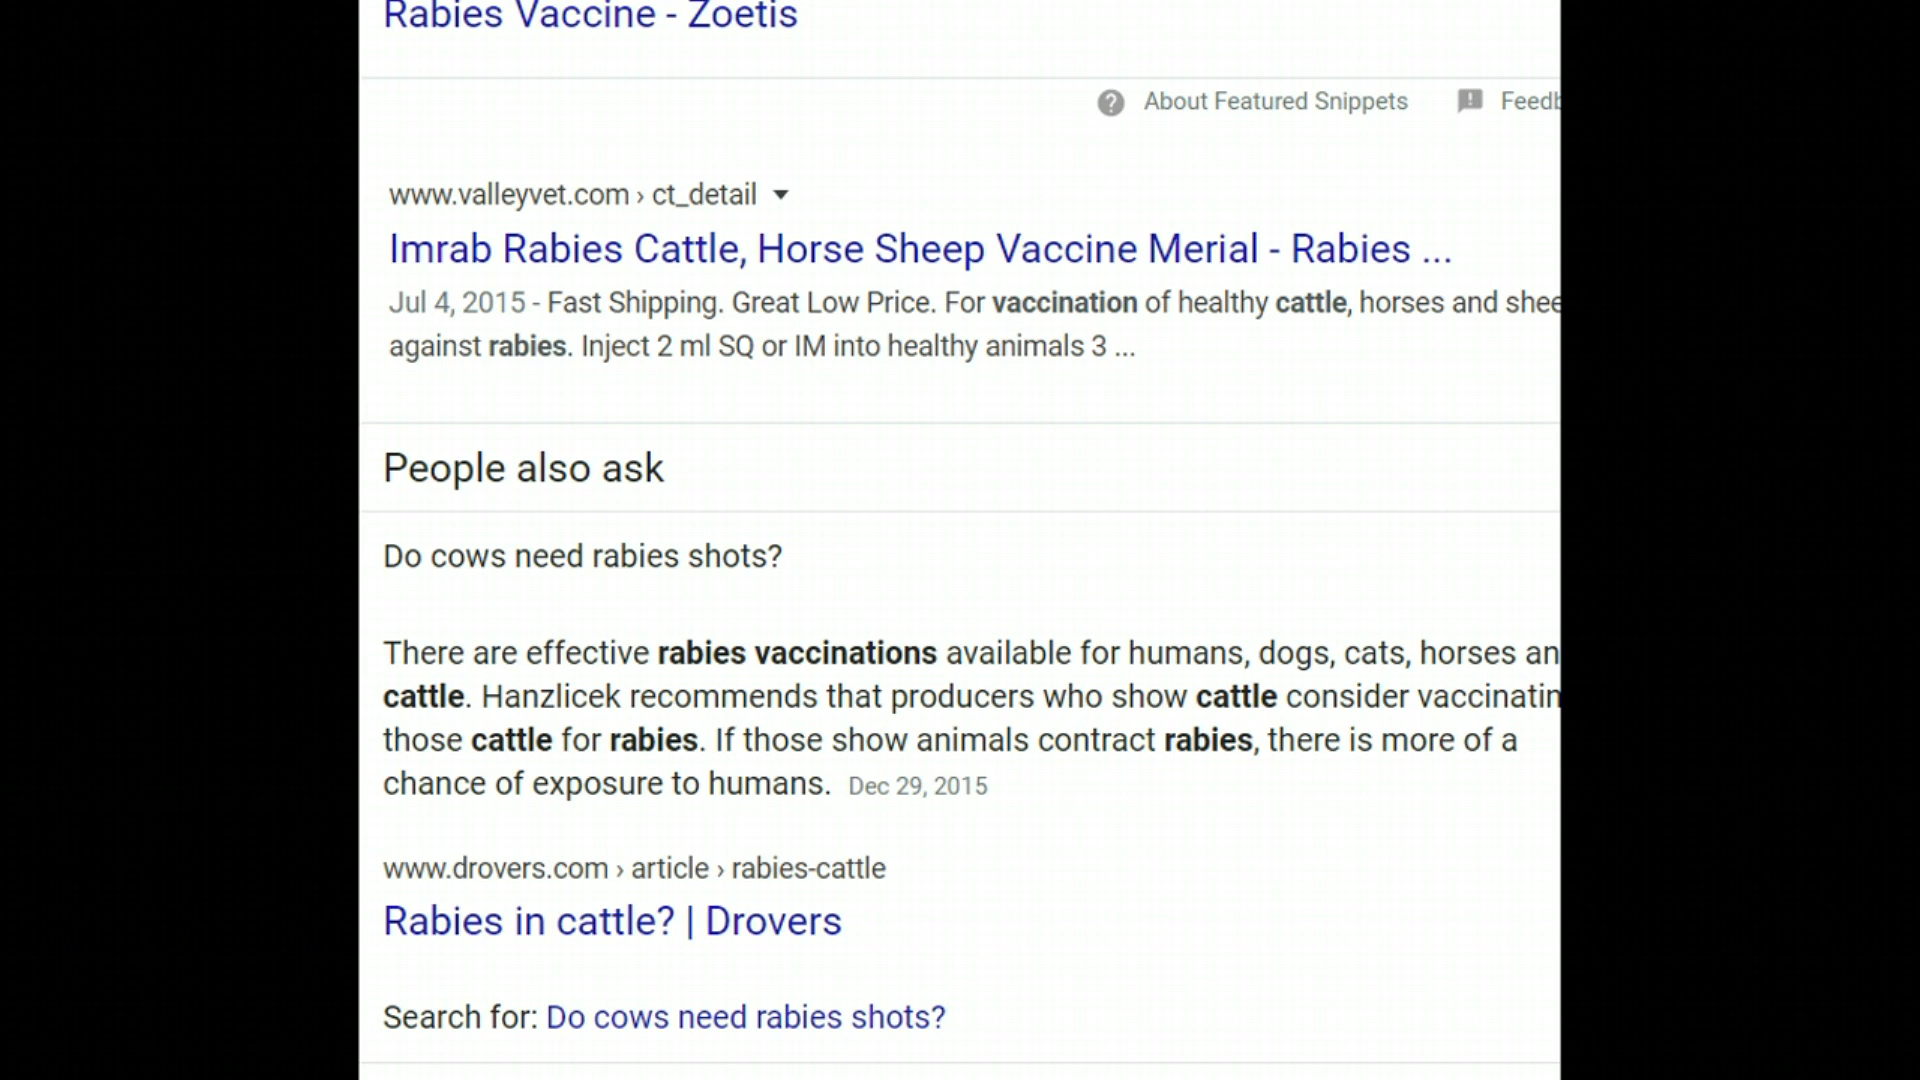 Rabies Vaccine - Zoetis
About Featured Snippets Feedb
www.valleyvet.com › ct_detail
Imrab Rabies Cattle, Horse Sheep Vaccine Merial - Rabies ...
Jul 4, 2015 - Fast Shipping. Great Low Price. For vaccination of healthy cattle, horses and shee
against rabies. Inject 2 ml SQ or IM into healthy animals 3 ...
People also ask
Do cows need rabies shots?
There are effective rabies vaccinations available for humans, dogs, cats, horses an
cattle. Hanzlicek recommends that producers who show cattle consider vaccinatin
those cattle for rabies. If those show animals contract rabies, there is more of a
chance of exposure to humans. Dec 29, 2015
www.drovers.com › article › rabies-cattle
Rabies in cattle? | Drovers
Search for: Do cows need rabies shots?